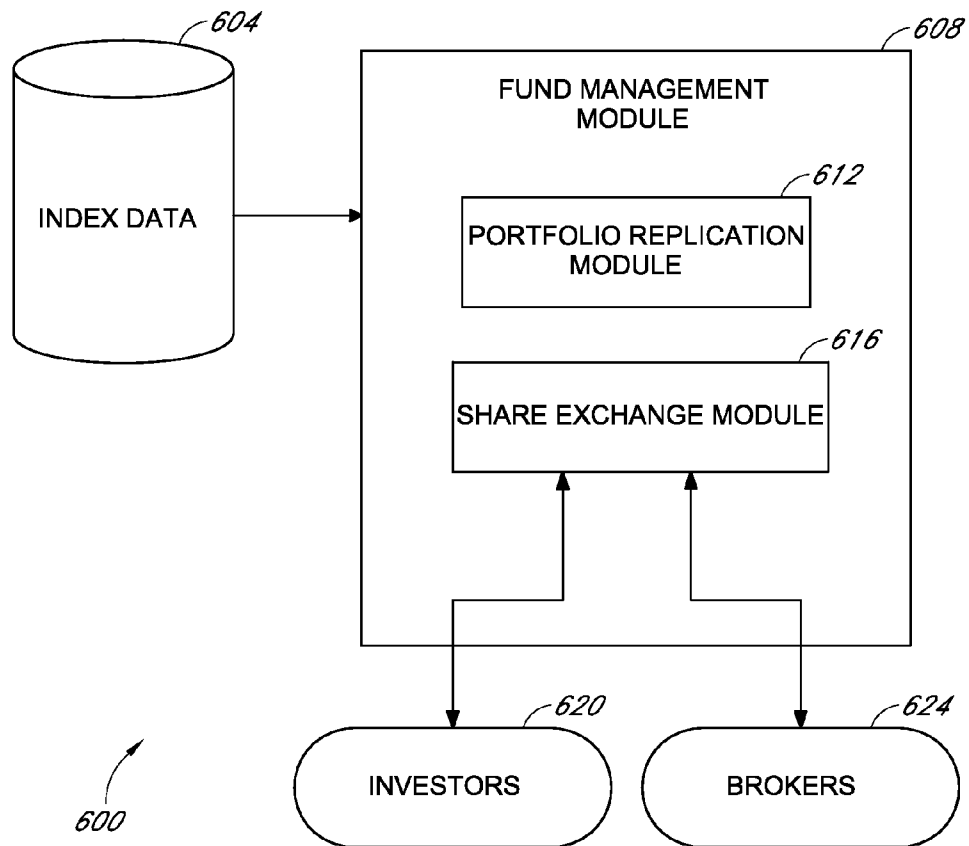 604
608
FUND MANAGEMENT
MODULE
612
INDEX DATA
PORTFOLIO REPLICATION
MODULE
616
SHARE EXCHANGE MODULE
620
624
INVESTORS
BROKERS
600